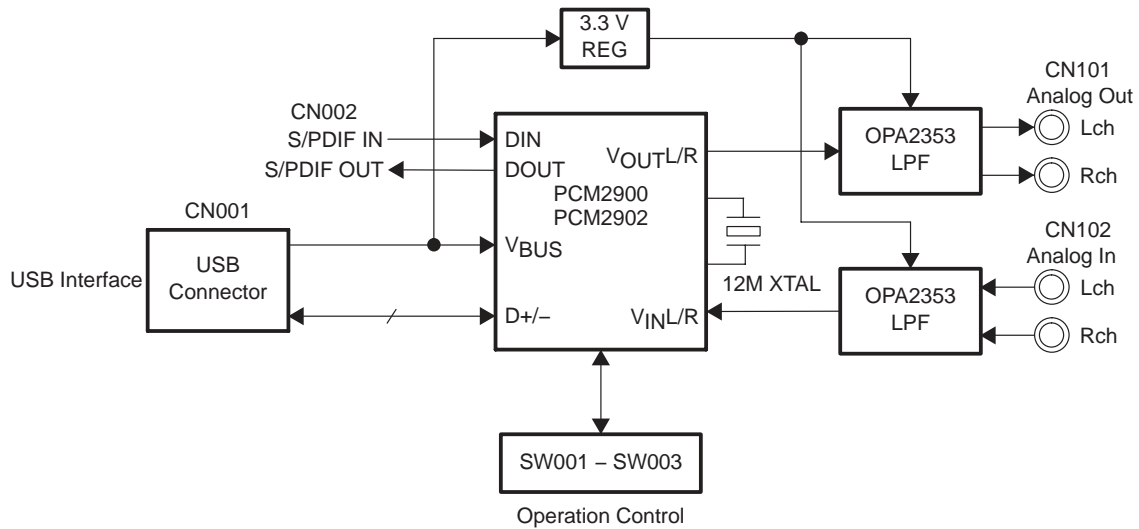 3.3 V
REG
CN101
Analog Out
Lch
Rch
OPA2353
LPF
CN002
S/PDIF IN
S/PDIF OUT
DIN
DOUT
VOUTL/R
PCM2900
PCM2902
VBUS
D+/−
VINL/R
12M XTAL
CN001
USB Interface
USB
Connector
CN102
Analog In
Lch
Rch
OPA2353
LPF
SW001 − SW003
Operation Control